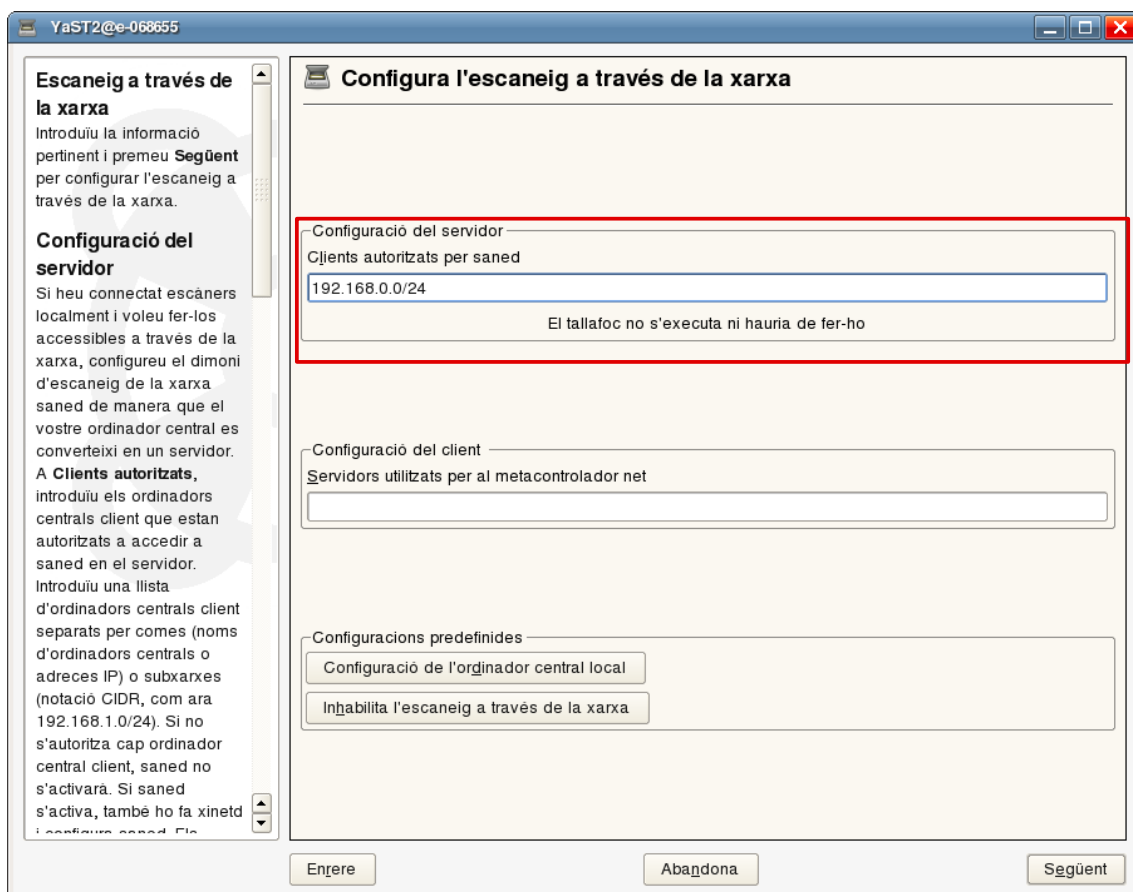 YaST2@e-068655
Escaneig a través de
la xarxa
Introduïu la informació
pertinent i premeu Següent
per configurar l'escaneig a
través de la xarxa.
Configuració del
servidor
Si heu connectat escàners
localment i voleu fer-los
accessibles a través de la
xarxa, configureu el dimoni
d'escaneig de la xarxa
saned de manera que el
vostre ordinador central es
converteixi en un servidor.
A Clients autoritzats,
introduïu els ordinadors
centrals client que estan
autoritzats a accedir a
saned en el servidor.
Introduïu una llista
d'ordinadors centrals client
separats per comes (noms
d'ordinadors centrals o
adreces IP) o subxarxes
(notació CIDR, com ara
192.168.1.0/24). Si no
s'autoritza cap ordinador
central client, saned no
s'activarà. Si saned
s'activa, també ho fa xinetd
i configura saned. Els
Configura l'escaneig a través de la xarxa
Configuració del servidor
Clients autoritzats per saned
192.168.0.0/24
El tallafoc no s'executa ni hauria de fer-ho
Configuració del client
Servidors utilitzats per al metacontrolador net
Configuracions predefinides
Configuració de l'ordinador central local
Inhabilita l'escaneig a través de la xarxa
Enrere
Abandona
Següent